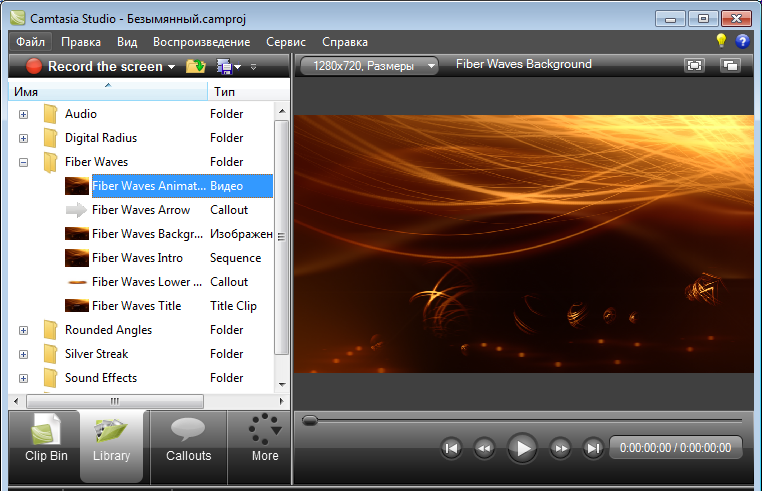 Camtasia Studio - Безымянный.camproj
Файл Правка Вид Воспроизведение Сервис Справка
Record the screen
1280x720, Размеры
Fiber Waves Background
Имя Тип
Audio Folder
Digital Radius Folder
Fiber Waves Folder
Fiber Waves Animat... Видео
Fiber Waves Arrow Callout
Fiber Waves Backgr... Изображен
Fiber Waves Intro Sequence
Fiber Waves Lower ... Callout
Fiber Waves Title Title Clip
Rounded Angles Folder
Silver Streak Folder
Sound Effects Folder
Clip Bin Library Callouts More
0:00:00;00 / 0:00:00;00